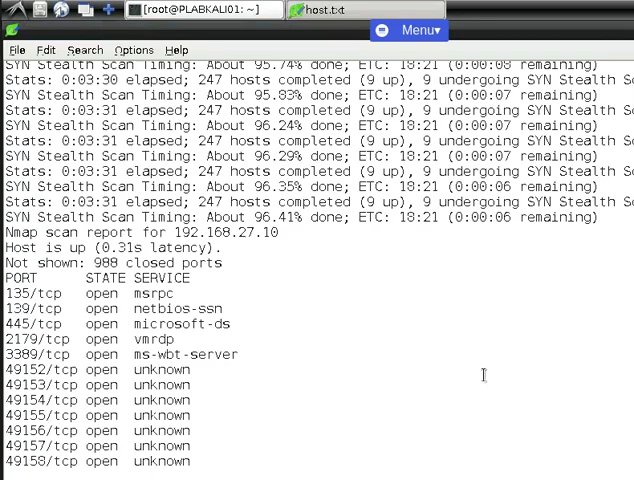 [root@PLABKALI01: ~]
host.txt
Menu▾
File Edit Search Options Help
SYN Stealth Scan Timing: About 95.74% done; ETC: 18:21 (0:00:08 remaining)
Stats: 0:03:30 elapsed; 247 hosts completed (9 up), 9 undergoing SYN Stealth Sc
SYN Stealth Scan Timing: About 95.83% done; ETC: 18:21 (0:00:07 remaining)
Stats: 0:03:31 elapsed; 247 hosts completed (9 up), 9 undergoing SYN Stealth Sc
SYN Stealth Scan Timing: About 96.24% done; ETC: 18:21 (0:00:07 remaining)
Stats: 0:03:31 elapsed; 247 hosts completed (9 up), 9 undergoing SYN Stealth Sc
SYN Stealth Scan Timing: About 96.29% done; ETC: 18:21 (0:00:07 remaining)
Stats: 0:03:31 elapsed; 247 hosts completed (9 up), 9 undergoing SYN Stealth Sc
SYN Stealth Scan Timing: About 96.35% done; ETC: 18:21 (0:00:06 remaining)
Stats: 0:03:31 elapsed; 247 hosts completed (9 up), 9 undergoing SYN Stealth Sc
SYN Stealth Scan Timing: About 96.41% done; ETC: 18:21 (0:00:06 remaining)
Nmap scan report for 192.168.27.10
Host is up (0.31s latency).
Not shown: 988 closed ports
PORT STATE SERVICE
135/tcp open msrpc
139/tcp open netbios-ssn
445/tcp open microsoft-ds
2179/tcp open vmrdp
3389/tcp open ms-wbt-server
49152/tcp open unknown
49153/tcp open unknown
49154/tcp open unknown
49155/tcp open unknown
49156/tcp open unknown
49157/tcp open unknown
49158/tcp open unknown